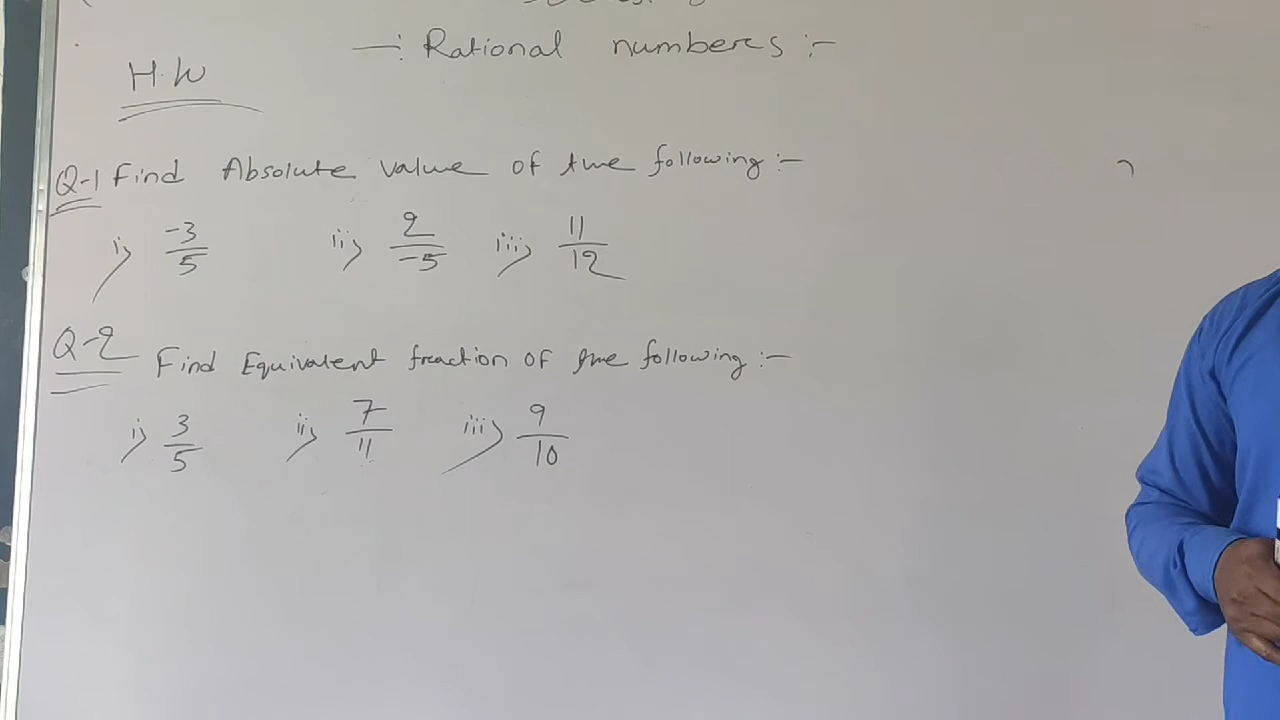 -: Rational numbers :-
H.W
Q-1 Find Absolute value of the following :-
i) -3/5 ii) 2/-5 iii) 11/12
Q-2 Find Equivalent fraction of the following :-
i) 3/5 ii) 7/11 iii) 9/10